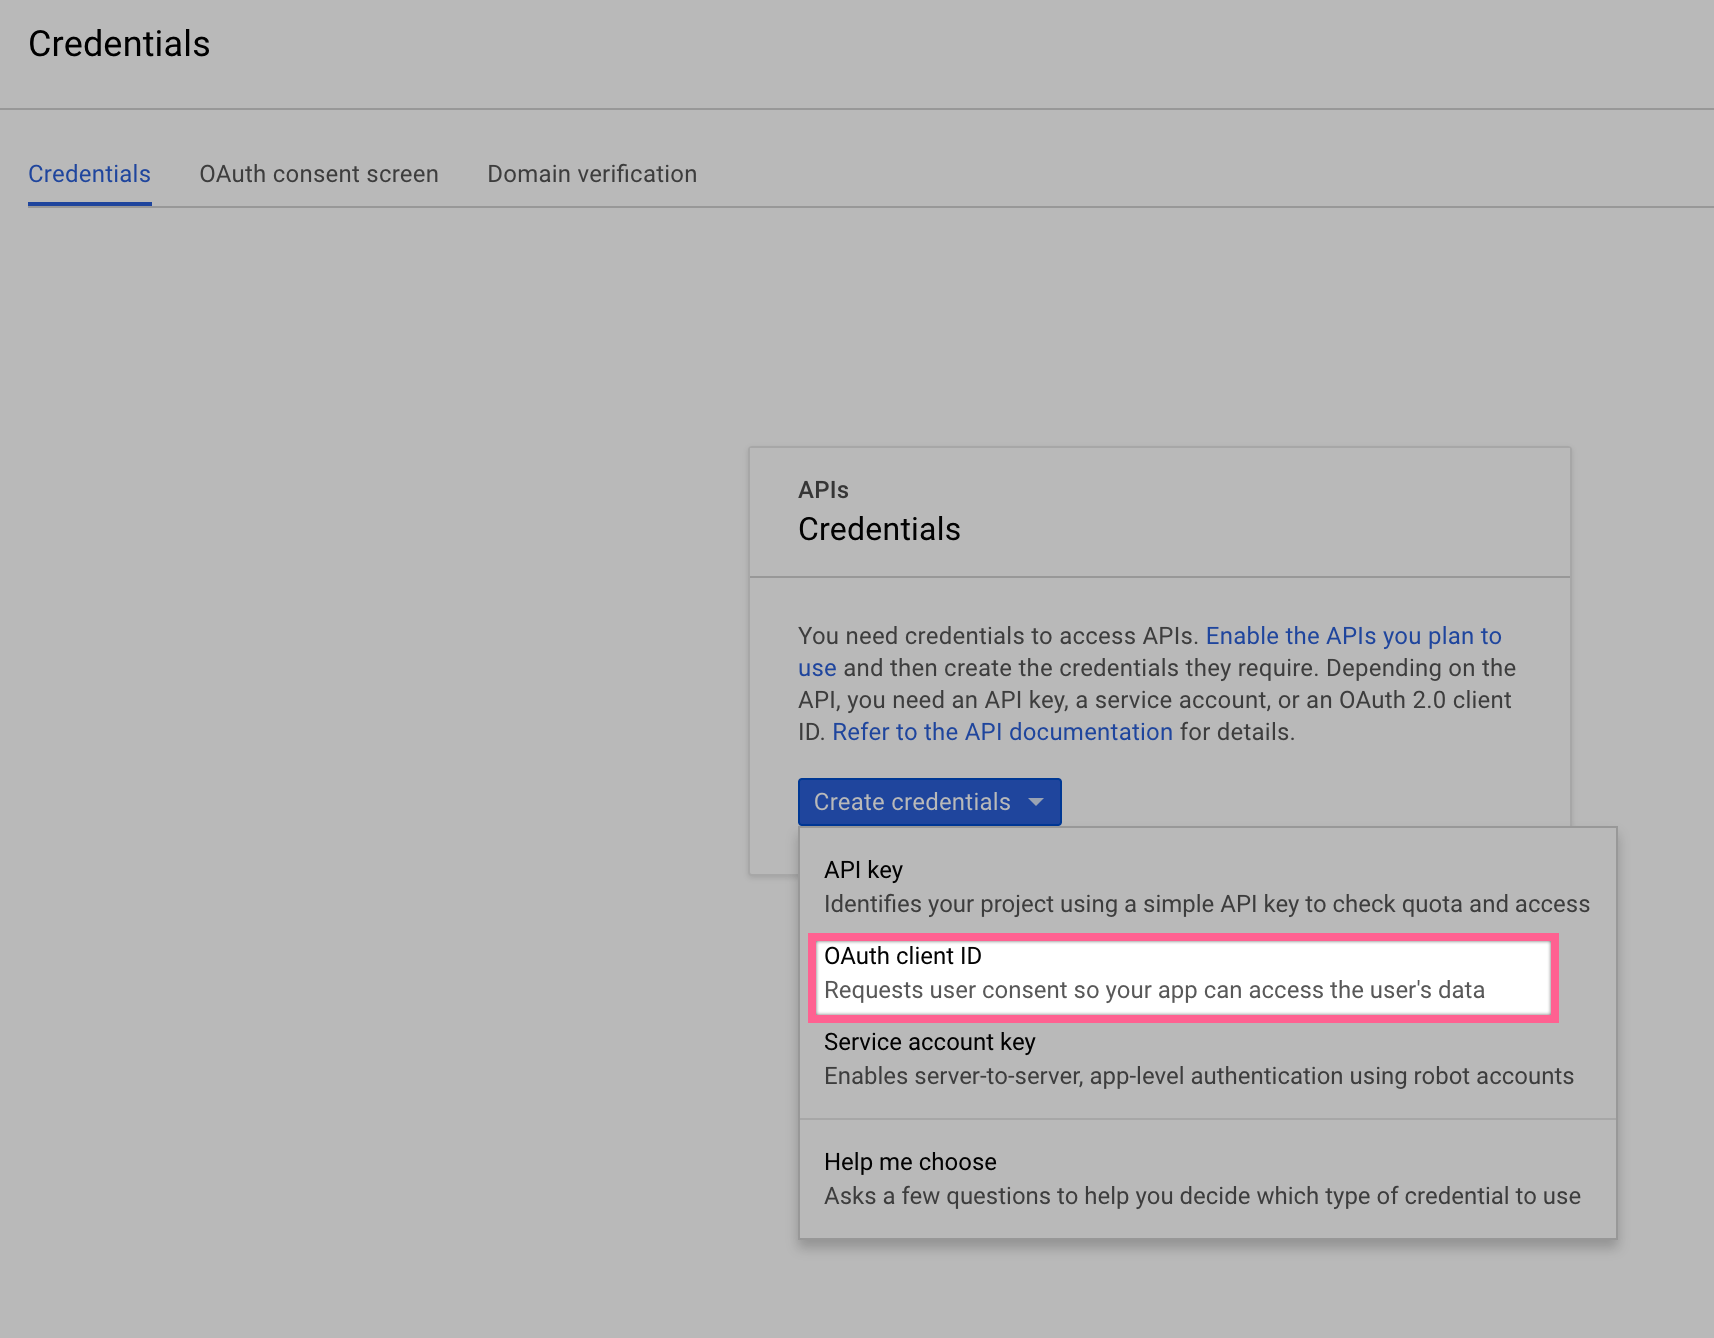 Credentials
Credentials
OAuth consent screen
Domain verification
APIs
Credentials
You need credentials to access APIs. Enable the APIs you plan to
use and then create the credentials they require. Depending on the
API, you need an API key, a service account, or an OAuth 2.0 client
ID. Refer to the API documentation for details.
Create credentials
API key
Identifies your project using a simple API key to check quota and access
OAuth client ID
Requests user consent so your app can access the user's data
Service account key
Enables server-to-server, app-level authentication using robot accounts
Help me choose
Asks a few questions to help you decide which type of credential to use